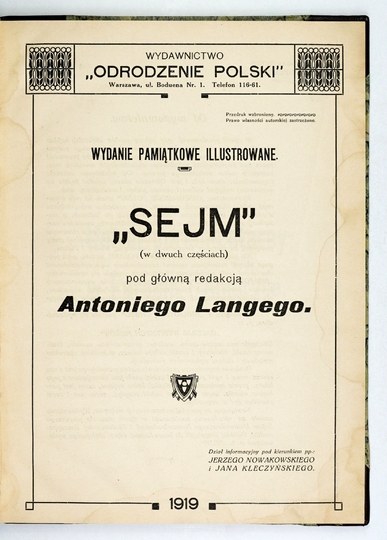 WYDAWNICTWO
„ODRODZENIE POLSKI"
Warszawa, ul. Boduena Nr. 1. Telefon 116-61.
Przedruk wzbroniony.
Prawo własności autorskiej zastrzeżone.
WYDANIE PAMIĄTKOWE ILLUSTROWANE.
„SEJM"
(w dwuch częściach)
pod główną redakcją
Antoniego Langego.
Dział informacyjny pod kierunkiem pp.:
JERZEGO NOWAKOWSKIEGO
i JANA KLECZYŃSKIEGO.
1919